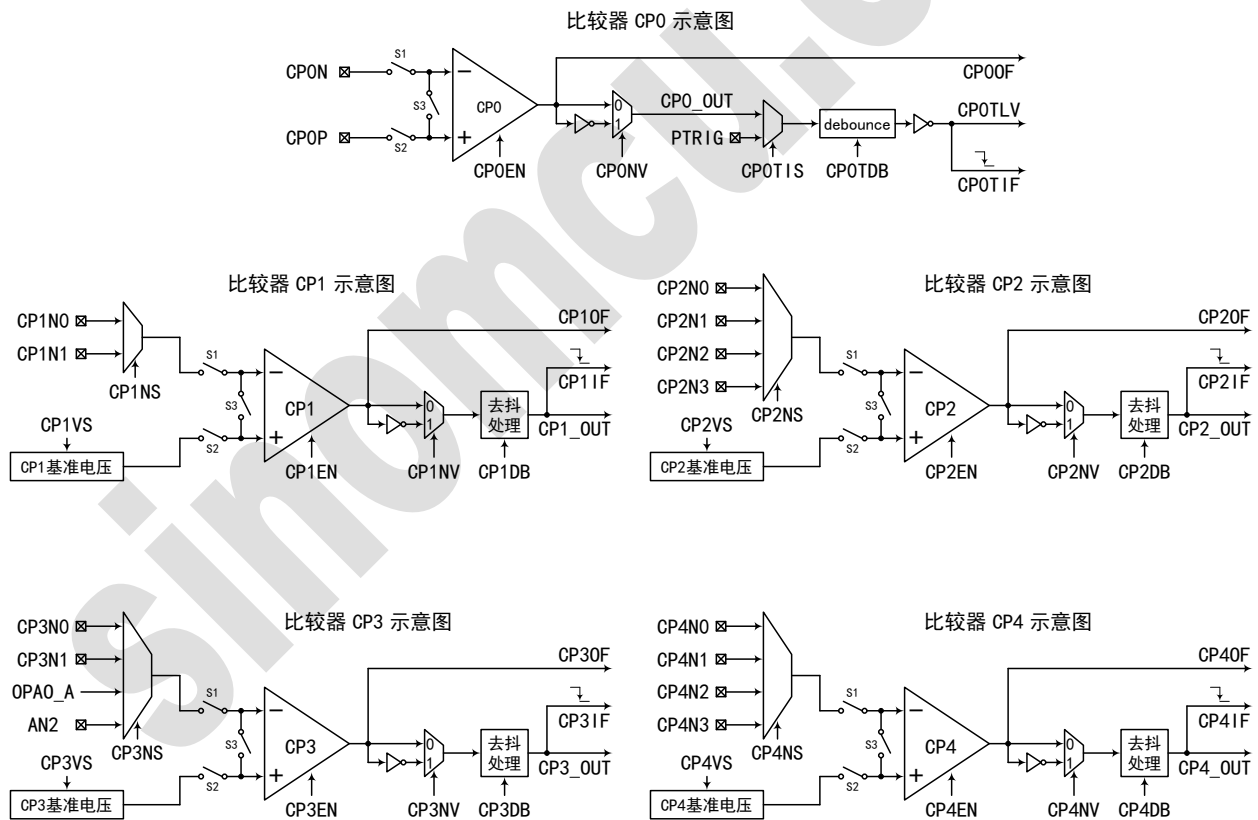 比较器 CP0 示意图
CP0N
S1
S3
CP0P
S2
CP0
CP0EN
0
1
CP0NV
CP0_OUT
PTRIG
CP0TIS
debounce
CP0TDB
CP0OF
CP0TLV
CP0TIF
比较器 CP1 示意图
CP1N0
CP1N1
CP1NS
CP1VS
CP1基准电压
S1
S3
S2
CP1
CP1EN
0
1
CP1NV
去抖
处理
CP1DB
CP1OF
CP1IF
CP1_OUT
比较器 CP2 示意图
CP2N0
CP2N1
CP2N2
CP2N3
CP2NS
CP2VS
CP2基准电压
S1
S3
S2
CP2
CP2EN
0
1
CP2NV
去抖
处理
CP2DB
CP2OF
CP2IF
CP2_OUT
比较器 CP3 示意图
CP3N0
CP3N1
OPA0_A
AN2
CP3NS
CP3VS
CP3基准电压
S1
S3
S2
CP3
CP3EN
0
1
CP3NV
去抖
处理
CP3DB
CP3OF
CP3IF
CP3_OUT
比较器 CP4 示意图
CP4N0
CP4N1
CP4N2
CP4N3
CP4NS
CP4VS
CP4基准电压
S1
S3
S2
CP4
CP4EN
0
1
CP4NV
去抖
处理
CP4DB
CP4OF
CP4IF
CP4_OUT
sinomcu.c